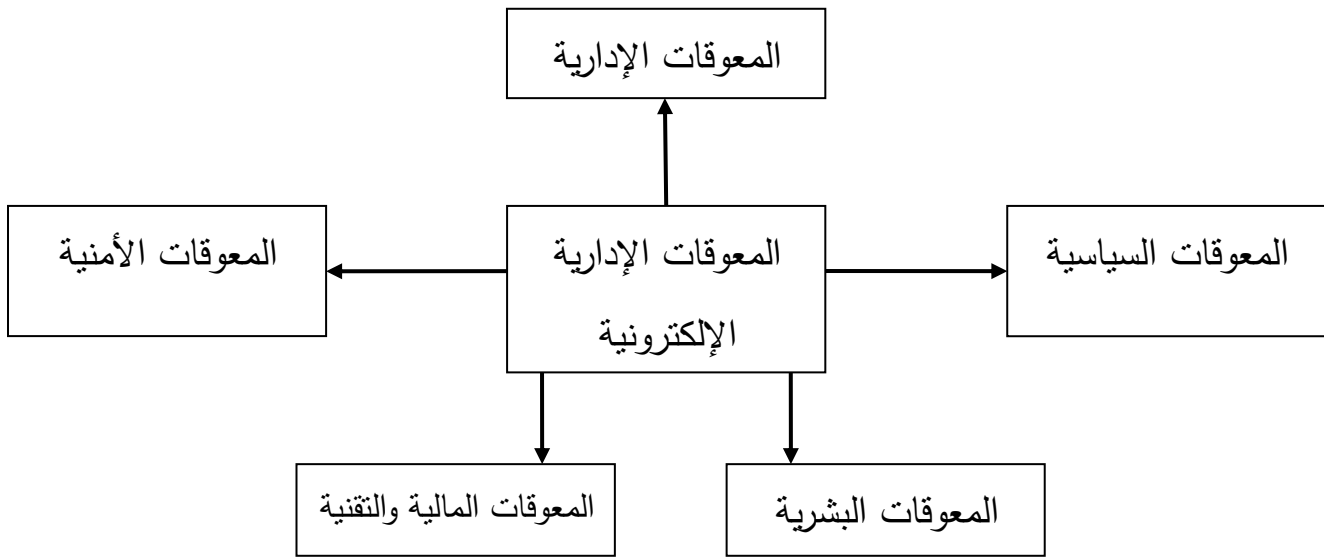 المعوقات الإدارية
المعوقات السياسية
المعوقات الإدارية
الإلكترونية
المعوقات الأمنية
المعوقات البشرية
المعوقات المالية والتقنية